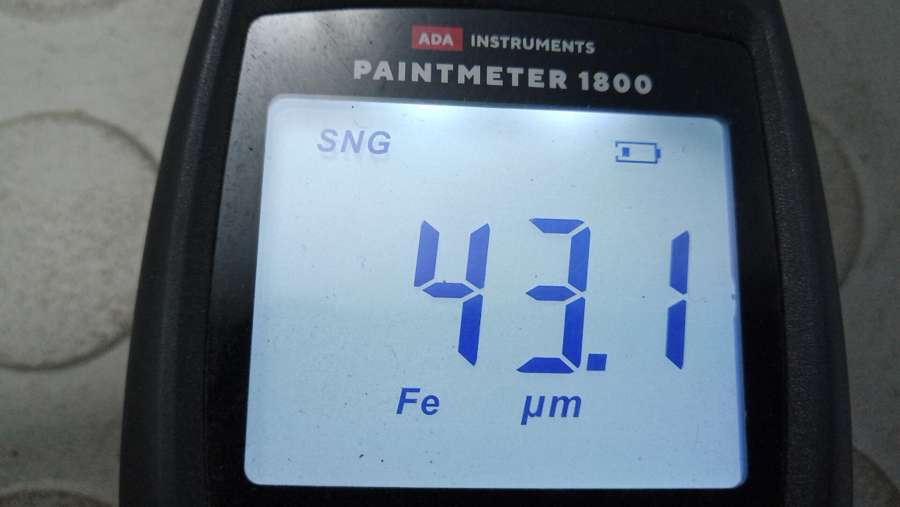 ADA INSTRUMENTS
PAINTMETER 1800
SNG
43.1
Fe µm